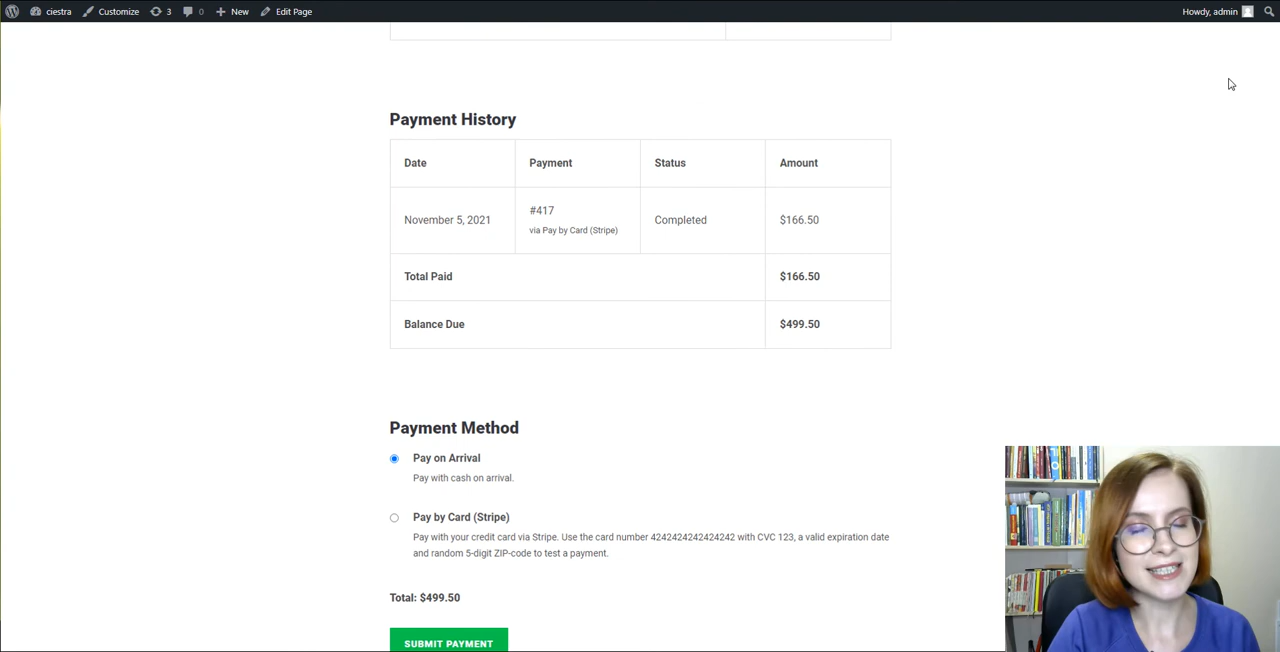 ciestra Customize 3 0 New Edit Page Howdy, admin
Payment History
Date Payment Status Amount
November 5, 2021 #417 via Pay by Card (Stripe) Completed $166.50
Total Paid $166.50
Balance Due $499.50
Payment Method
Pay on Arrival
Pay with cash on arrival.
Pay by Card (Stripe)
Pay with your credit card via Stripe. Use the card number 4242424242424242 with CVC 123, a valid expiration date
and random 5-digit ZIP-code to test a payment.
Total: $499.50
SUBMIT PAYMENT